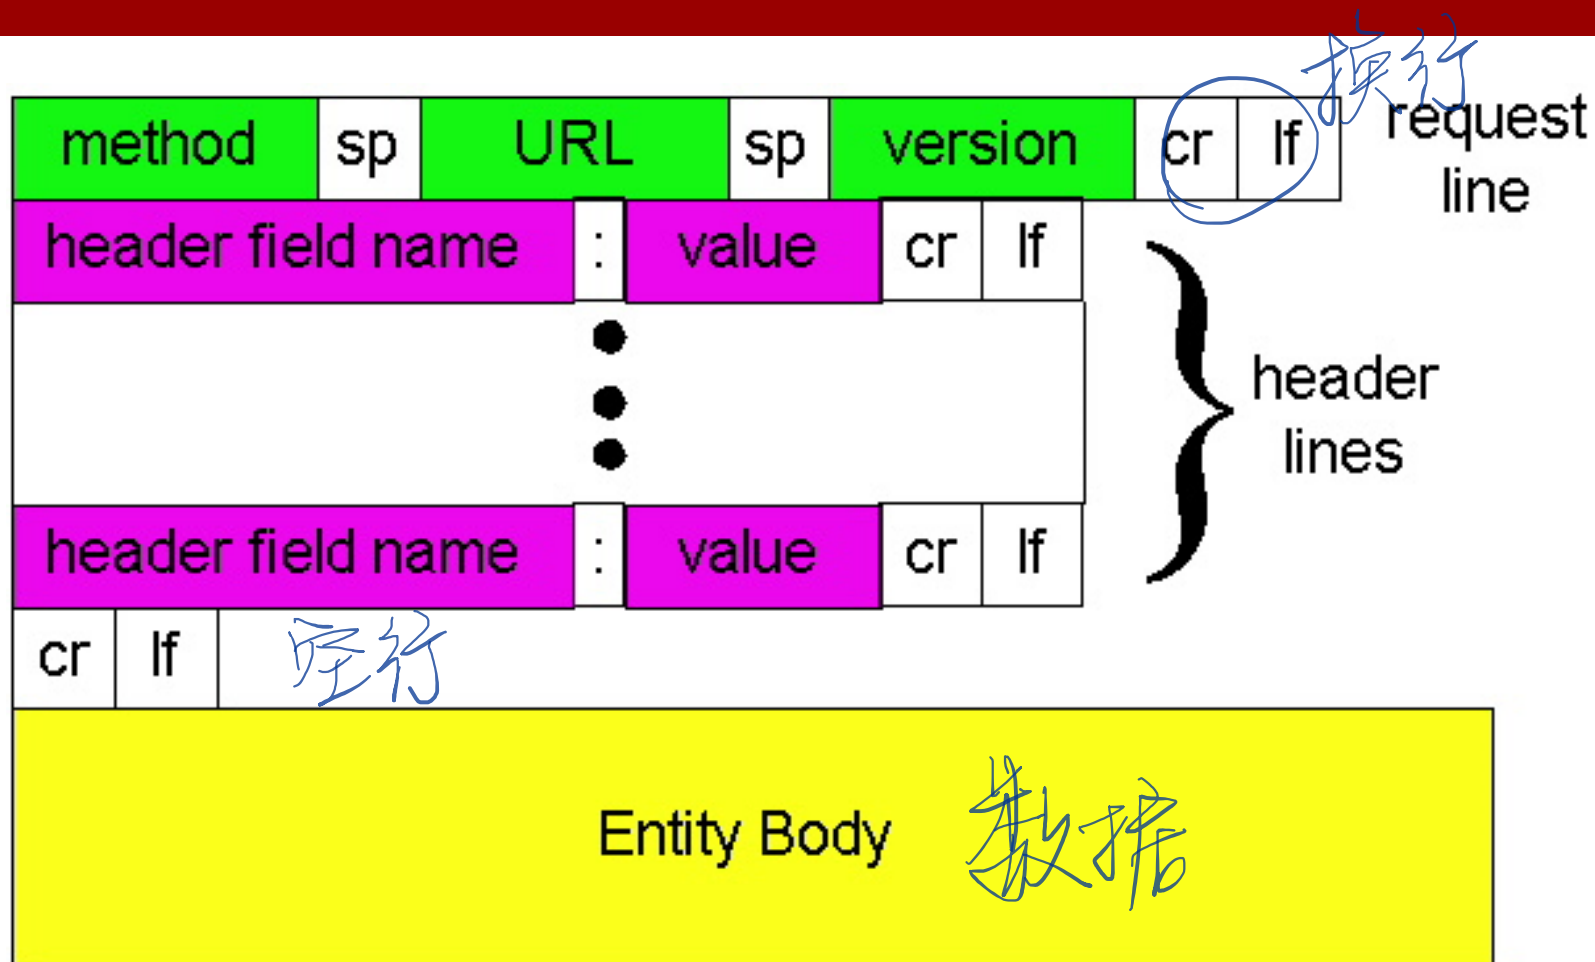 换行
method sp URL sp version cr lf request
line
header field name : value cr lf
header
lines
header field name : value cr lf
cr lf 空行
Entity Body 数据